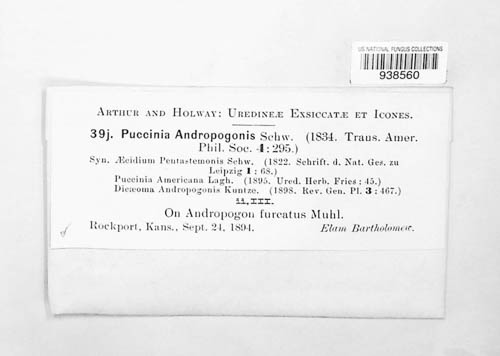 US NATIONAL FUNGUS COLLECTIONS
938560
ARTHUR AND HOLWAY: UREDINEÆ EXSICCATÆ ET ICONES.
39j. Puccinia Andropogonis Schw. (1834. Trans. Amer.
Phil. Soc. 4 : 295.)
Syn. Æcidium Pentastemonis Schw. (1822. Schrift. d. Nat. Ges. zu
Leipzig 1 : 68.)
Puccinia Americana Lagh. (1895. Ured. Herb. Fries : 45.)
Dicæoma Andropogonis Kuntze. (1898. Rev. Gen. Pl. 3 : 467.)
ii, III.
On Andropogon furcatus Muhl.
Rockport, Kans., Sept. 24, 1894. Elam Bartholomew.